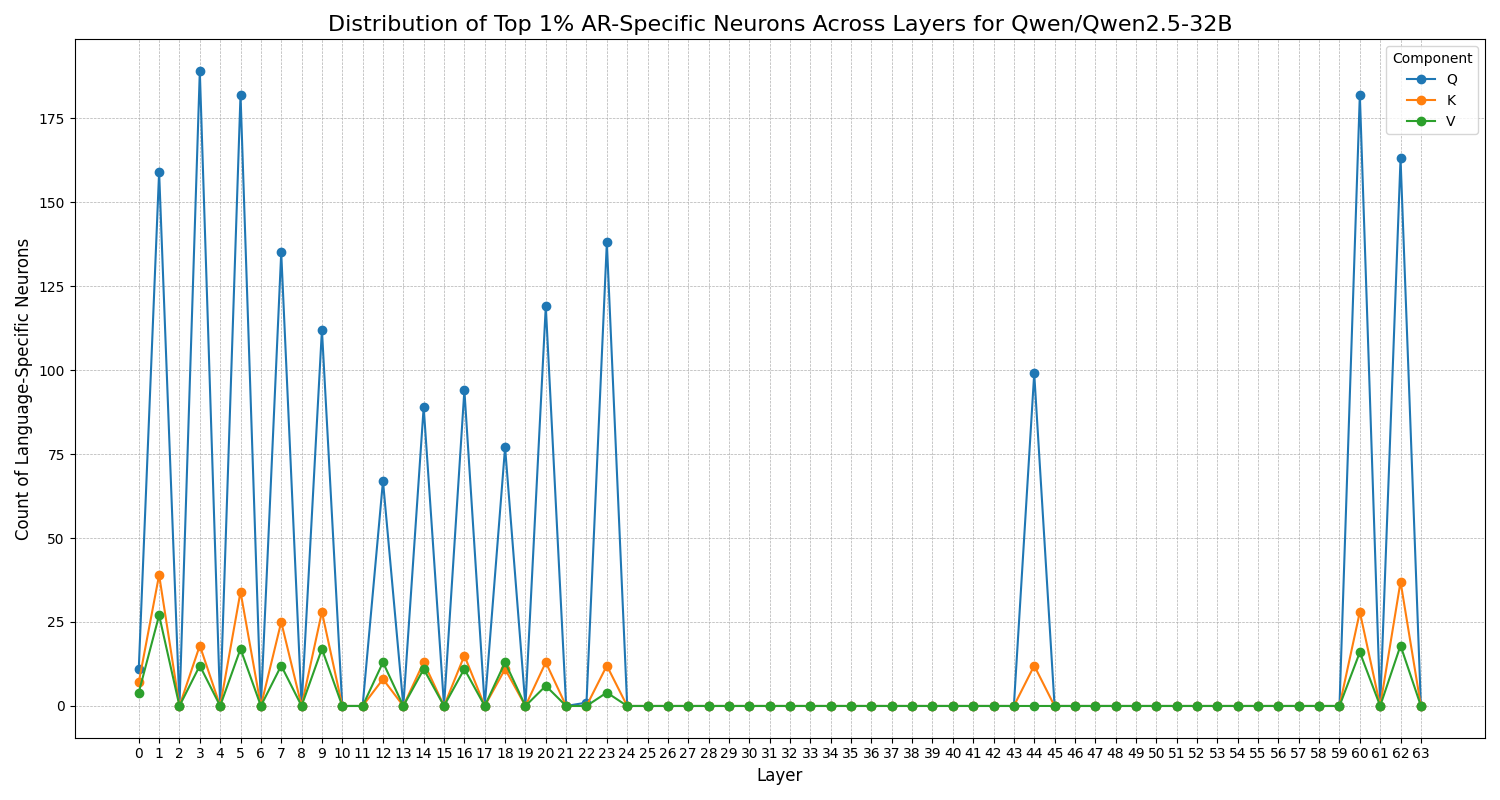 Distribution of Top 1% AR-Specific Neurons Across Layers for Qwen/Qwen2.5-32B
Component
Q
K
V
Count of Language-Specific Neurons
175
150
125
100
75
50
25
0
0 1 2 3 4 5 6 7 8 9 10 11 12 13 14 15 16 17 18 19 20 21 22 23 24 25 26 27 28 29 30 31 32 33 34 35 36 37 38 39 40 41 42 43 44 45 46 47 48 49 50 51 52 53 54 55 56 57 58 59 60 61 62 63
Layer